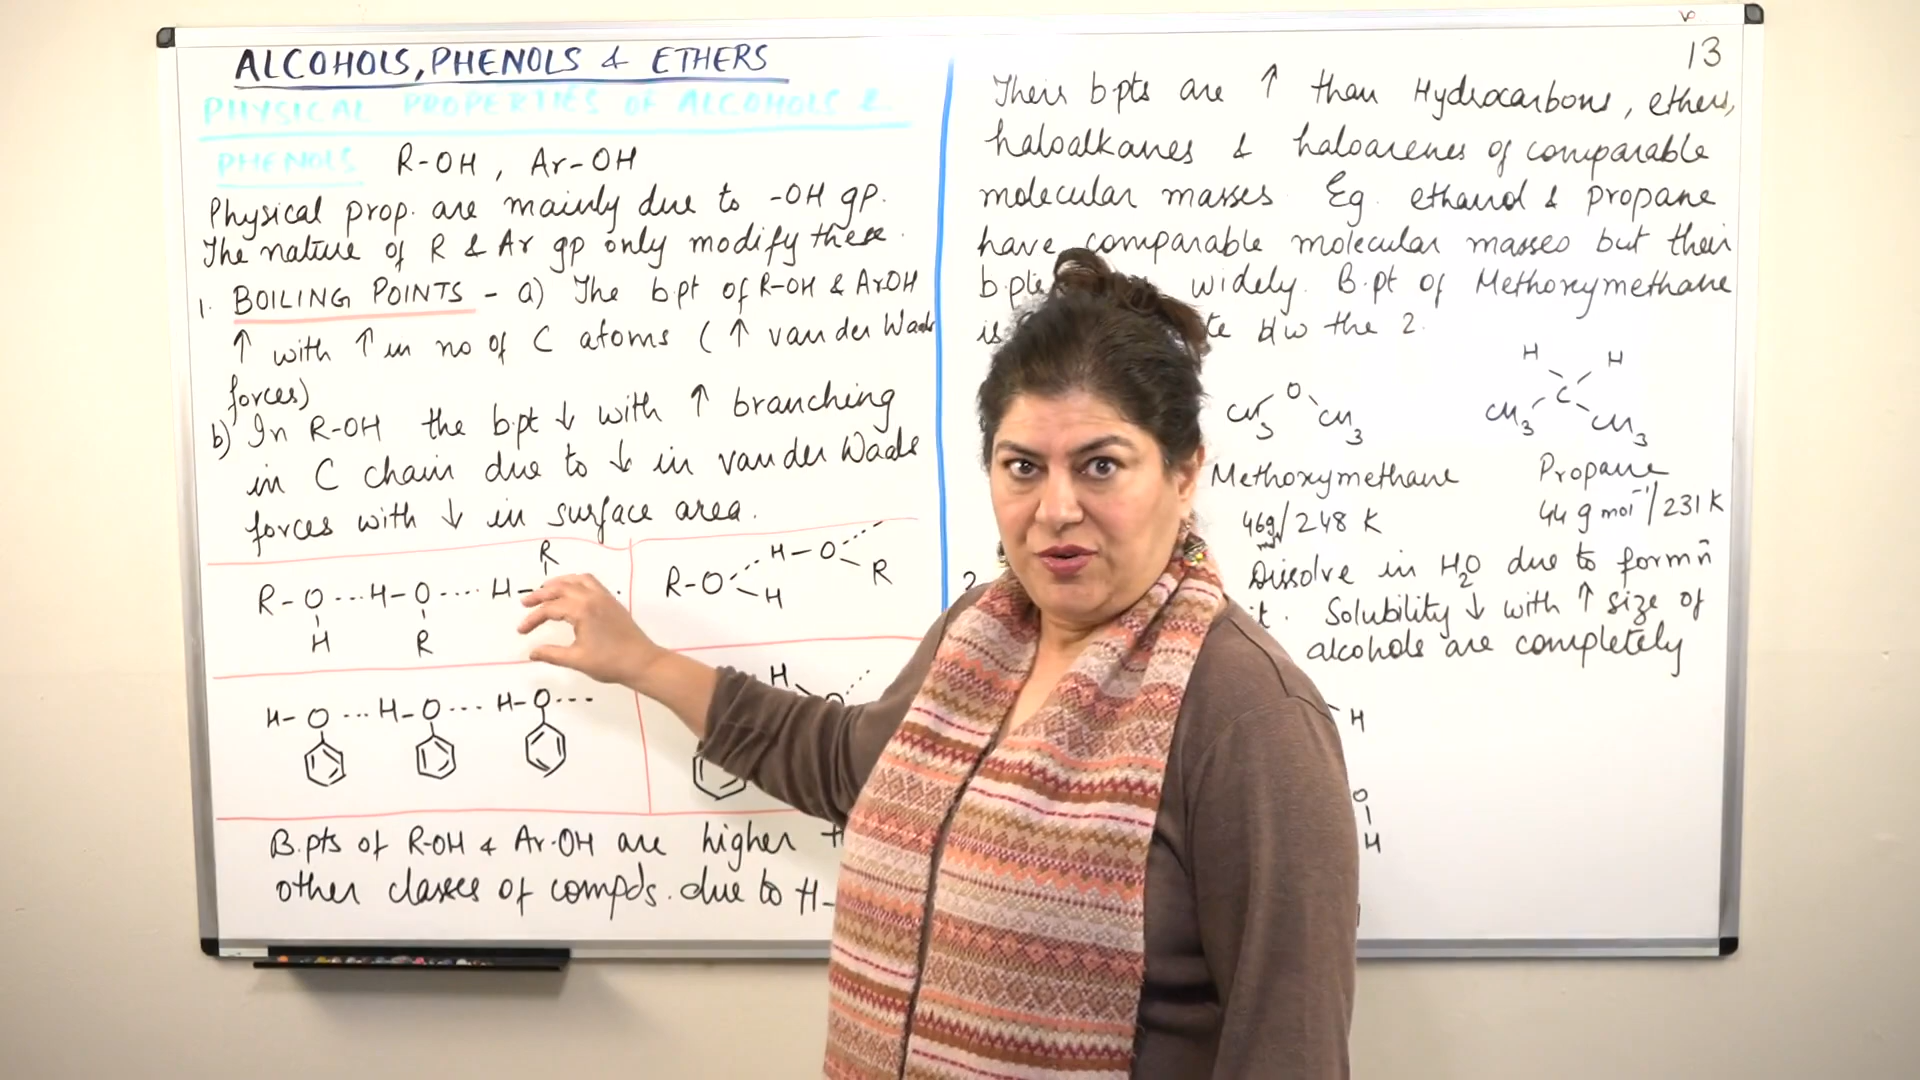 ALCOHOLS, PHENOLS & ETHERS
PHYSICAL PROPERTIES OF ALCOHOLS &
PHENOLS R-OH, Ar-OH
Physical prop. are mainly due to -OH gp.
The nature of R & Ar gp only modify these.
1. BOILING POINTS - a) The b pt of R-OH & ArOH
↑ with ↑ in no of C atoms (↑ van der Waals
forces)
b) In R-OH the b.pt ↓ with ↑ branching
in C chain due to ↓ in van der Waals
forces with ↓ in surface area.
R
R-O---H-O----H-
H R
R-O H
H-O R
H-O---H-O----H-O---
H
B.pts of R-OH & Ar-OH are higher
other classes of compds. due to H-
13
Their b pts are ↑ than Hydrocarbons, ethers,
haloalkanes & haloarenes of comparable
molecular masses. Eg. ethanol & propane
have comparable molecular masses but their
b.pts widely. B.pt of Methoxymethane
is b/w the 2.
O
CH3 CH3
H H
C
CH3 CH3
Methoxymethane
46g/248 K
Propane
44 g mol-1/231 K
2 Dissolve in H2O due to formn
it. Solubility ↓ with ↑ size of
alcohols are completely
H
O
H